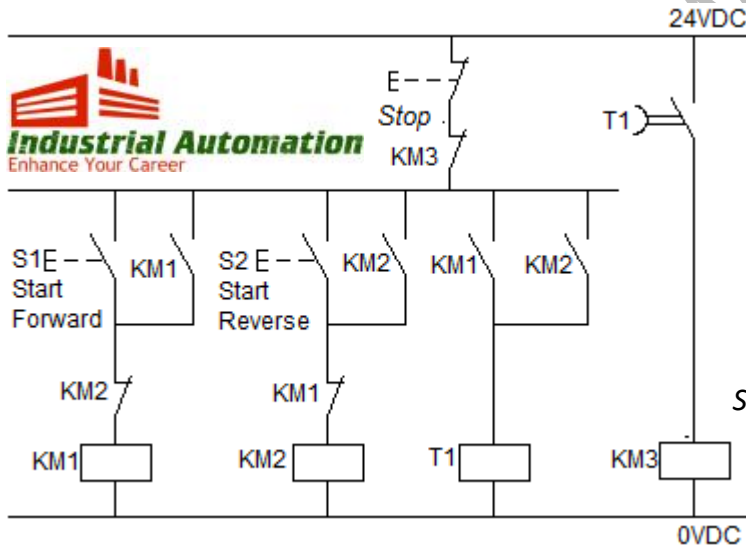 24VDC
E
Stop
T1
KM3
Industrial Automation
Enhance Your Career
S1E
KM1
S2 E
KM2
KM1
KM2
Start
Start
Forward
Reverse
KM2
KM1
S
KM1
KM2
T1
KM3
0VDC